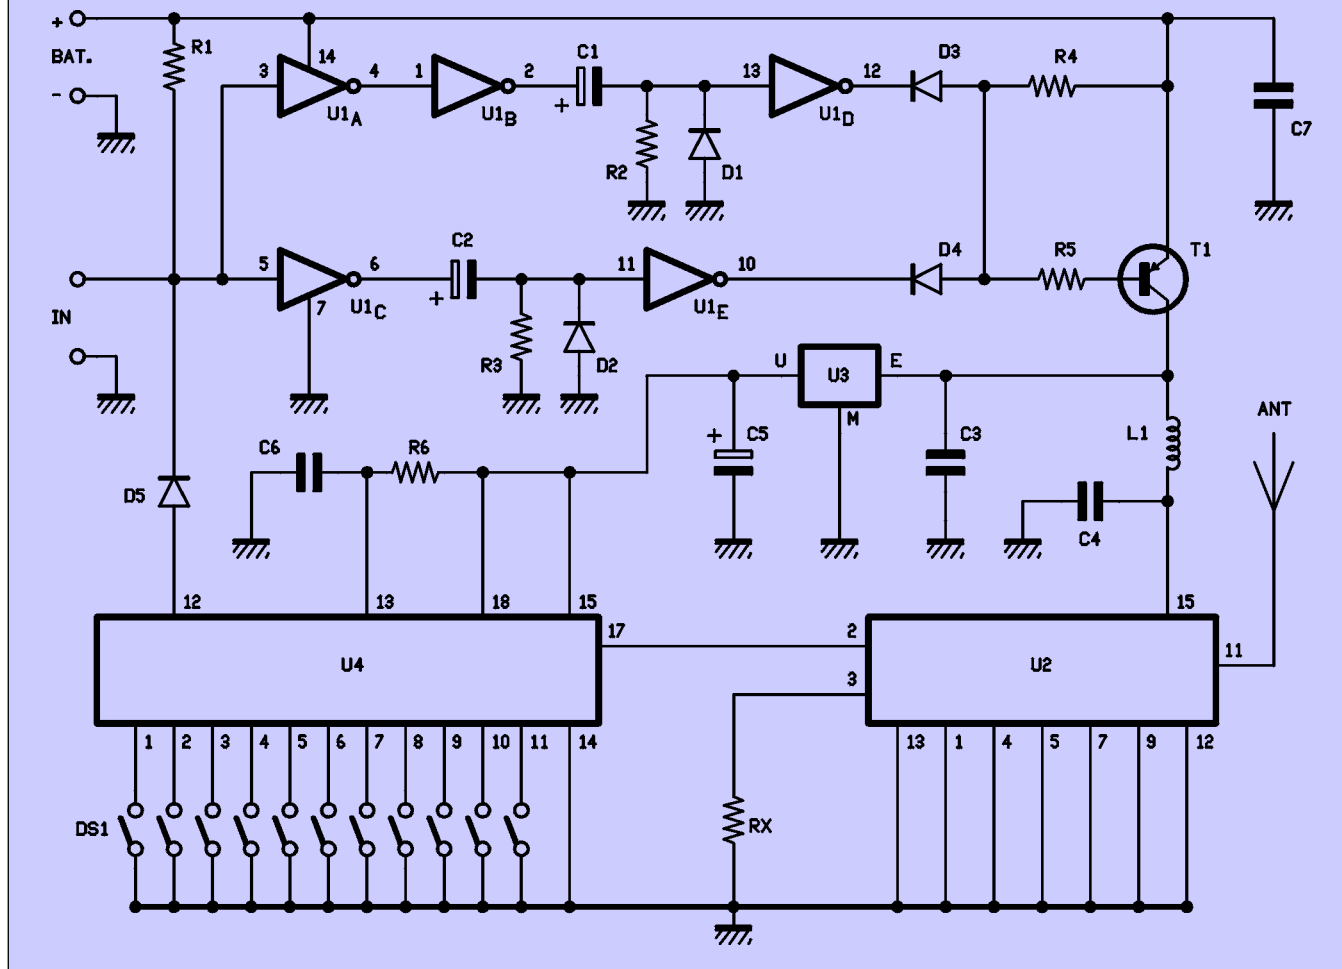 +
BAT.
-
R1
3
14
4
U1A
1
2
U1B
C1
+
R2
D1
13
12
U1D
D3
R4
C7
IN
5
6
7
U1C
C2
+
R3
D2
11
10
U1E
D4
R5
T1
U
U3
E
M
C5
+
C3
L1
ANT
C6
R6
D5
C4
12
13
18
15
17
U4
2
3
15
11
U2
1
2
3
4
5
6
7
8
9
10
11
14
13
1
4
5
7
9
12
DS1
RX